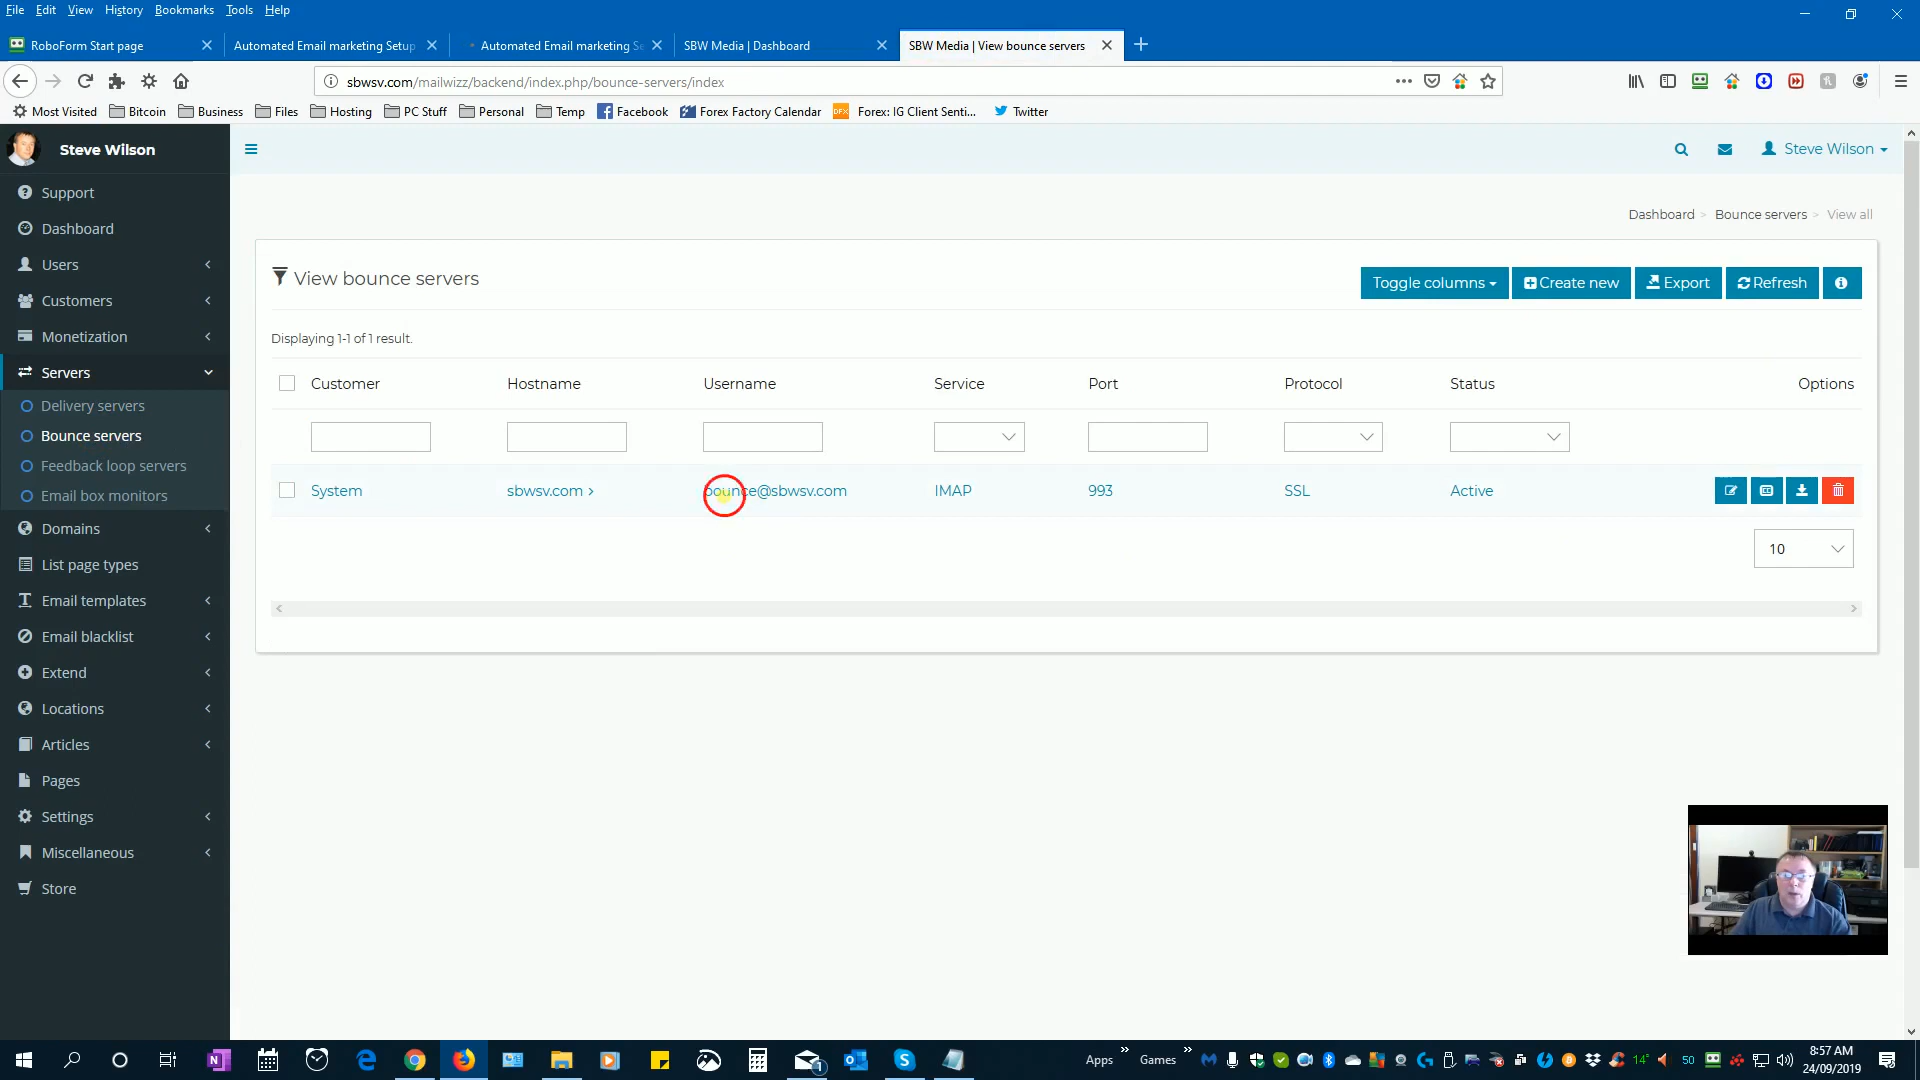 File Edit View History Bookmarks Tools Help
RoboForm Start page
Automated Email marketing Setup
Automated Email marketing Se
SBW Media | Dashboard
SBW Media | View bounce servers
sbwsv.com/mailwizz/backend/index.php/bounce-servers/index
Most Visited Bitcoin Business Files Hosting PC Stuff Personal Temp Facebook Forex Factory Calendar Forex: IG Client Senti... Twitter
Steve Wilson
Steve Wilson
Support
Dashboard
Users
Customers
Monetization
Servers
Delivery servers
Bounce servers
Feedback loop servers
Email box monitors
Domains
List page types
Email templates
Email blacklist
Extend
Locations
Articles
Pages
Settings
Miscellaneous
Store
Dashboard > Bounce servers > View all
View bounce servers
Toggle columns Create new Export Refresh
Displaying 1-1 of 1 result.
Customer Hostname Username Service Port Protocol Status Options
System sbwsv.com > bounce@sbwsv.com IMAP 993 SSL Active
10
Apps Games
14° 50
8:57 AM
24/09/2019